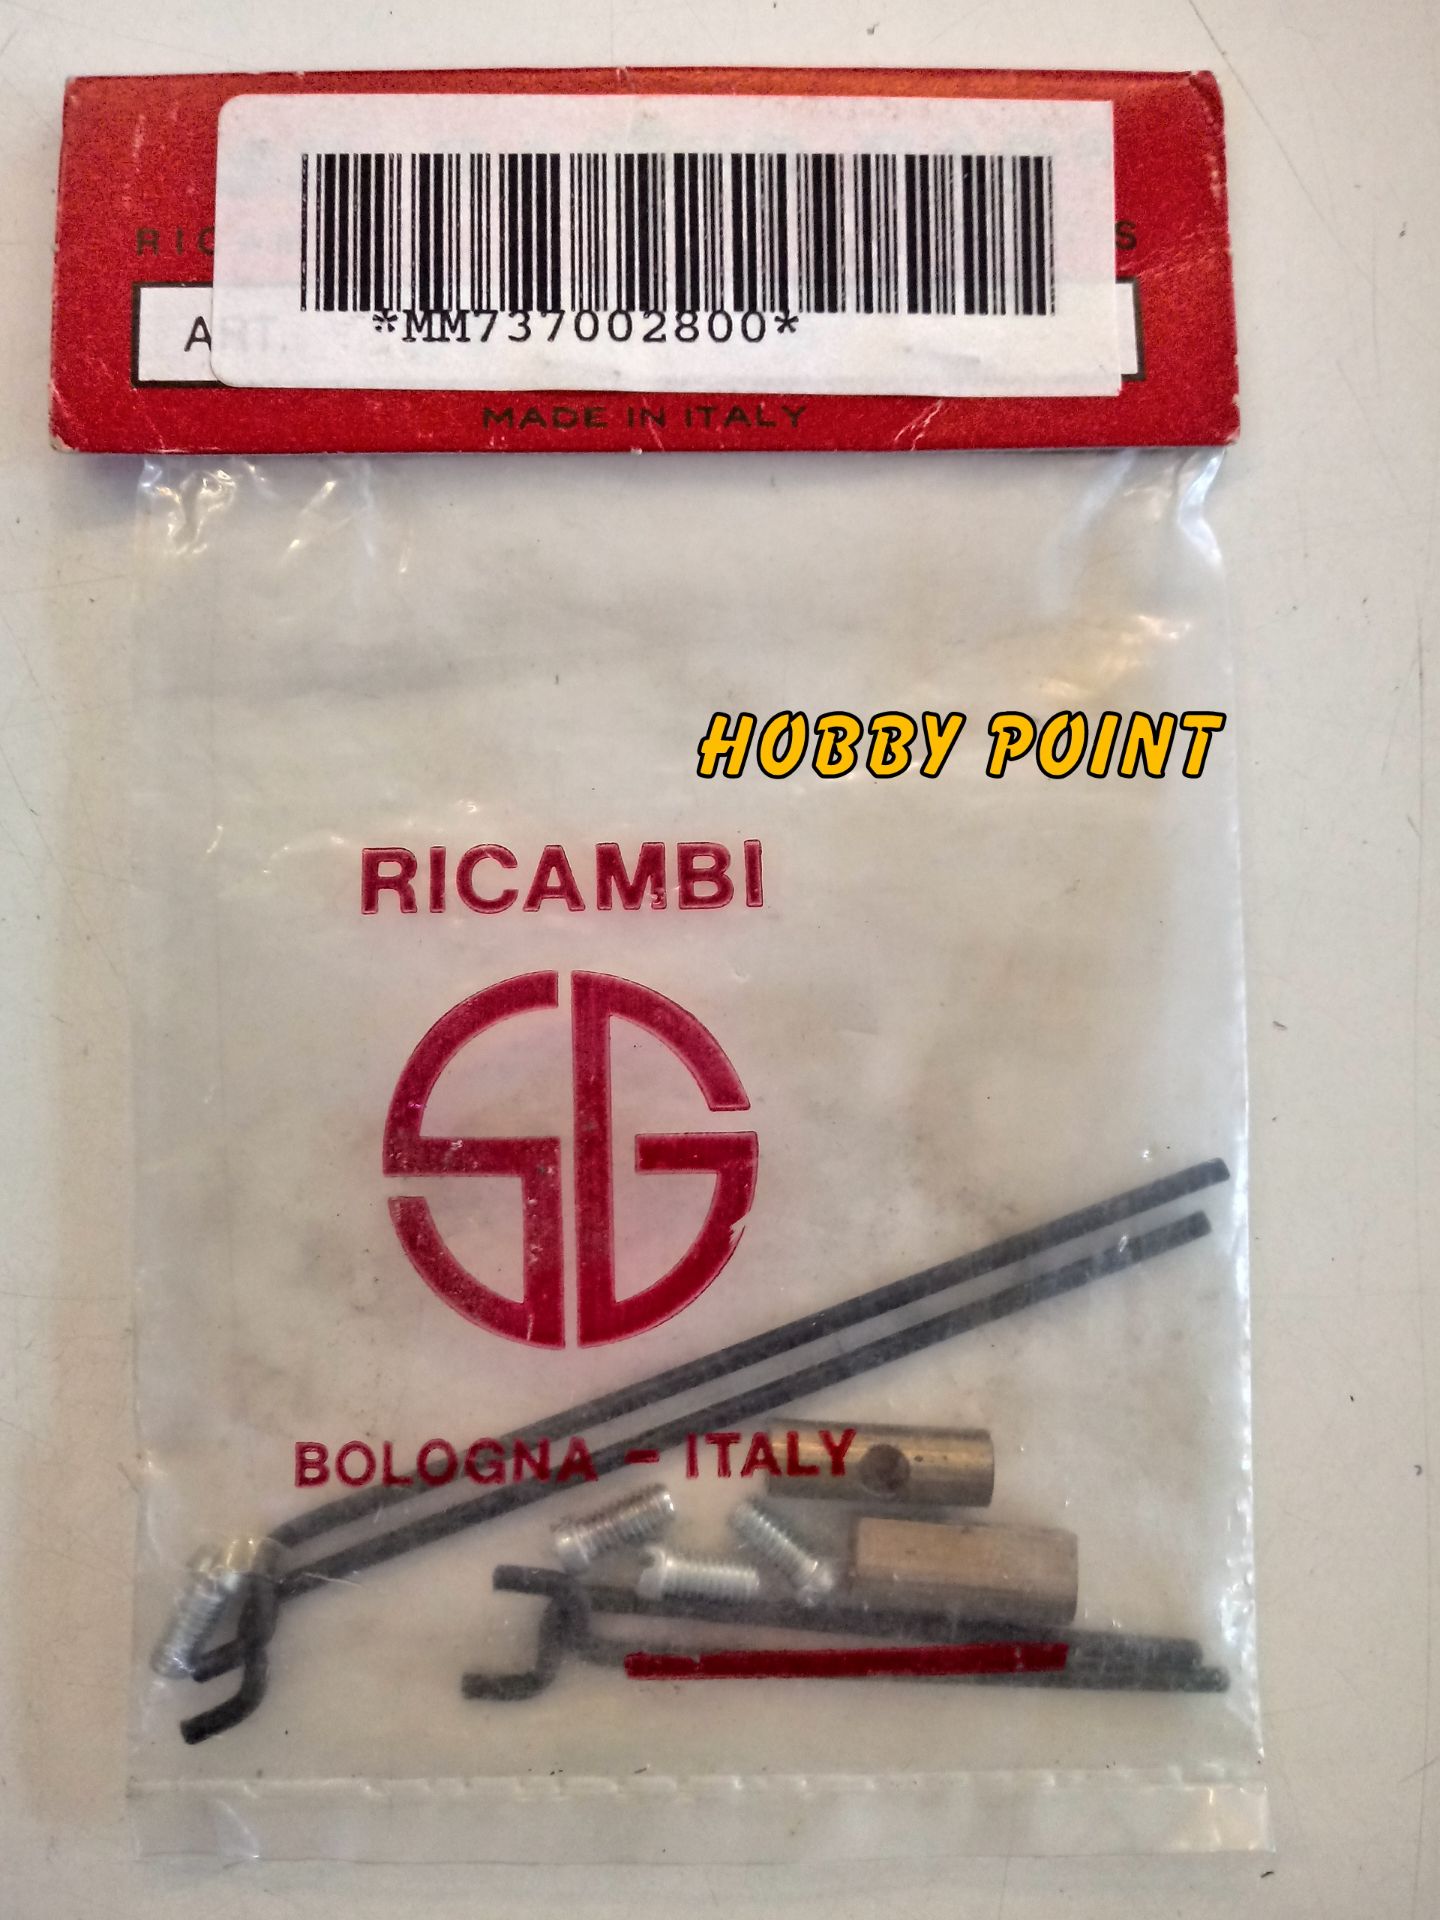 *MM737002800*
MADE IN ITALY
HOBBY POINT
RICAMBI
SG
BOLOGNA - ITALY